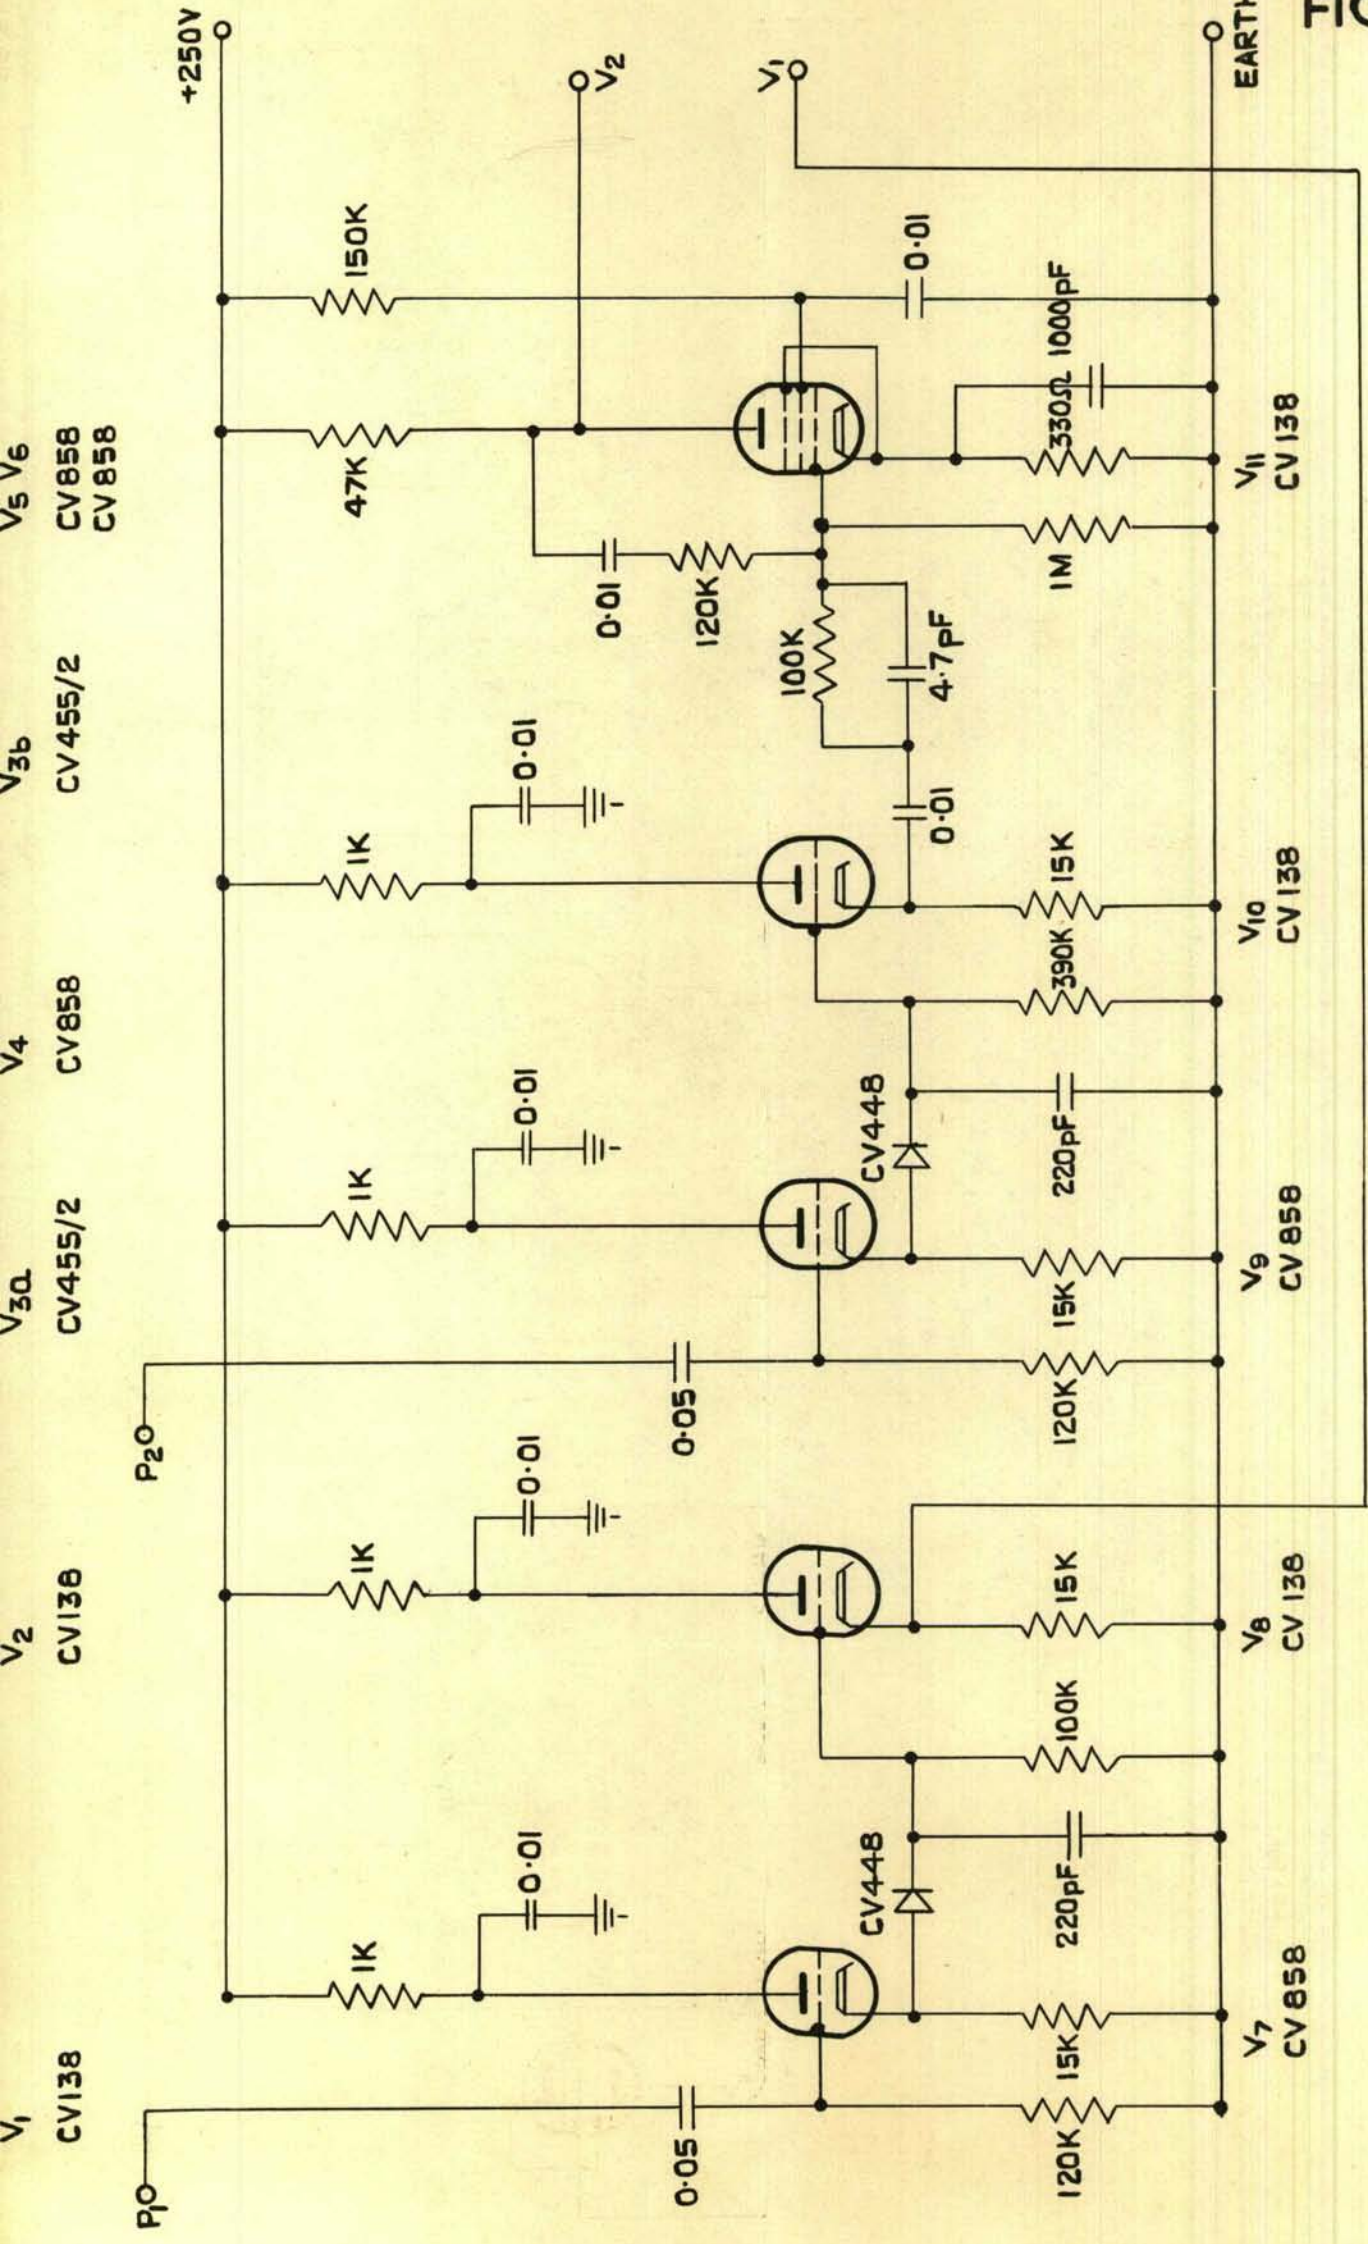 V1 V2 V3a V4 V3b V5 V6
CV138 CV138 CV455/2 CV858 CV455/2 CV858
CV858
P1 P2
+250V
1K 1K 1K 1K 47K 150K
0·01 0·01 0·01 0·01
V2
0·01
120K
0·05 0·05
100K
V1
CV448 CV448
4·7pF
0·01
0·01
120K 15K 220pF 100K 15K 120K 15K 220pF 390K 15K 1M 330Ω 1000pF
EARTH
V7 V8 V9 V10 V11
CV858 CV138 CV858 CV138 CV138